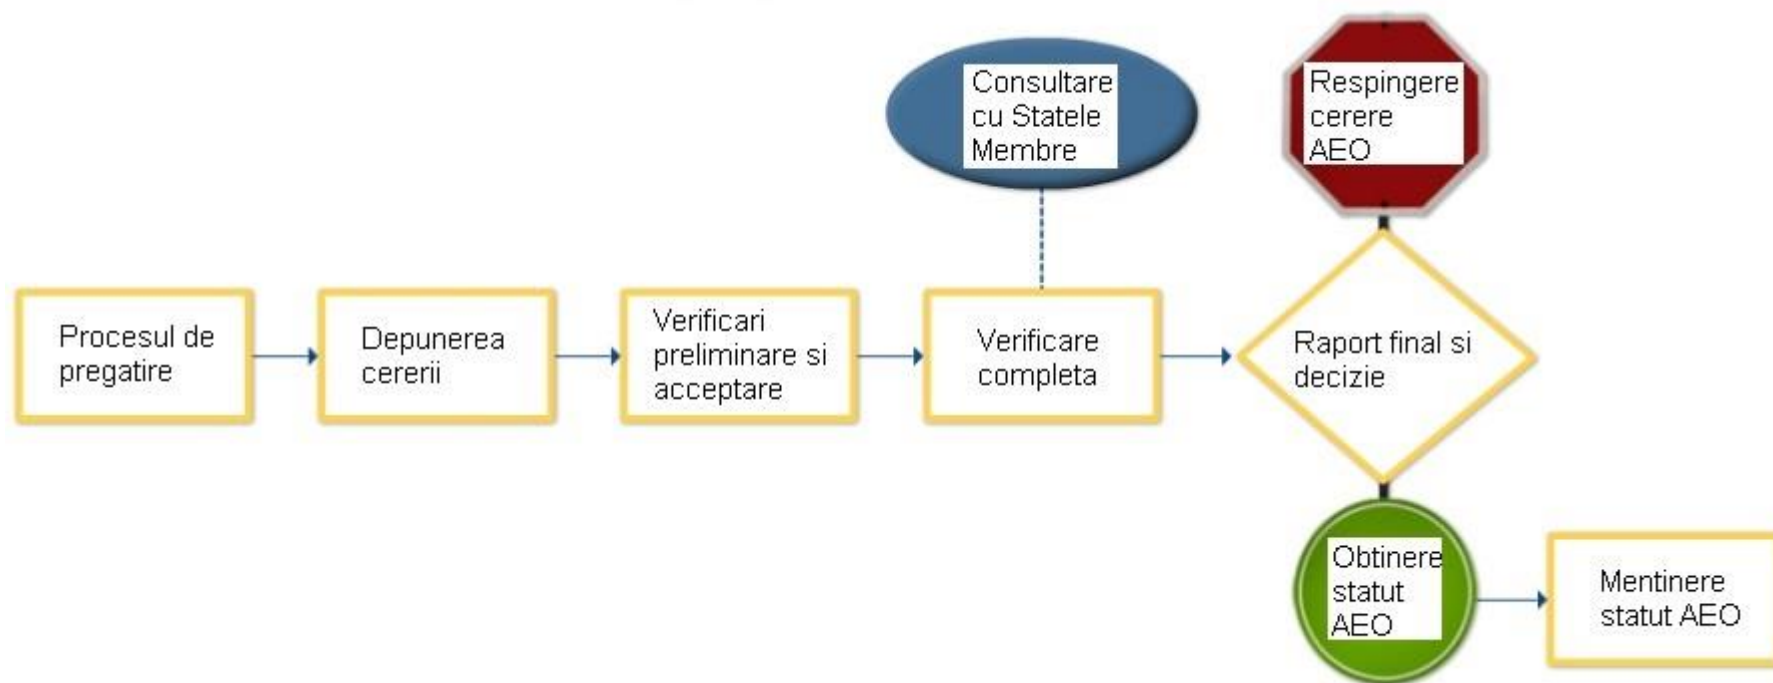 Consultare
cu Statele
Membre
Respingere
cerere
AEO
Procesul de
pregatire
Depunerea
cererii
Verificari
preliminare si
acceptare
Verificare
completa
Raport final si
decizie
Obtinere
statut
AEO
Mentinere
statut AEO